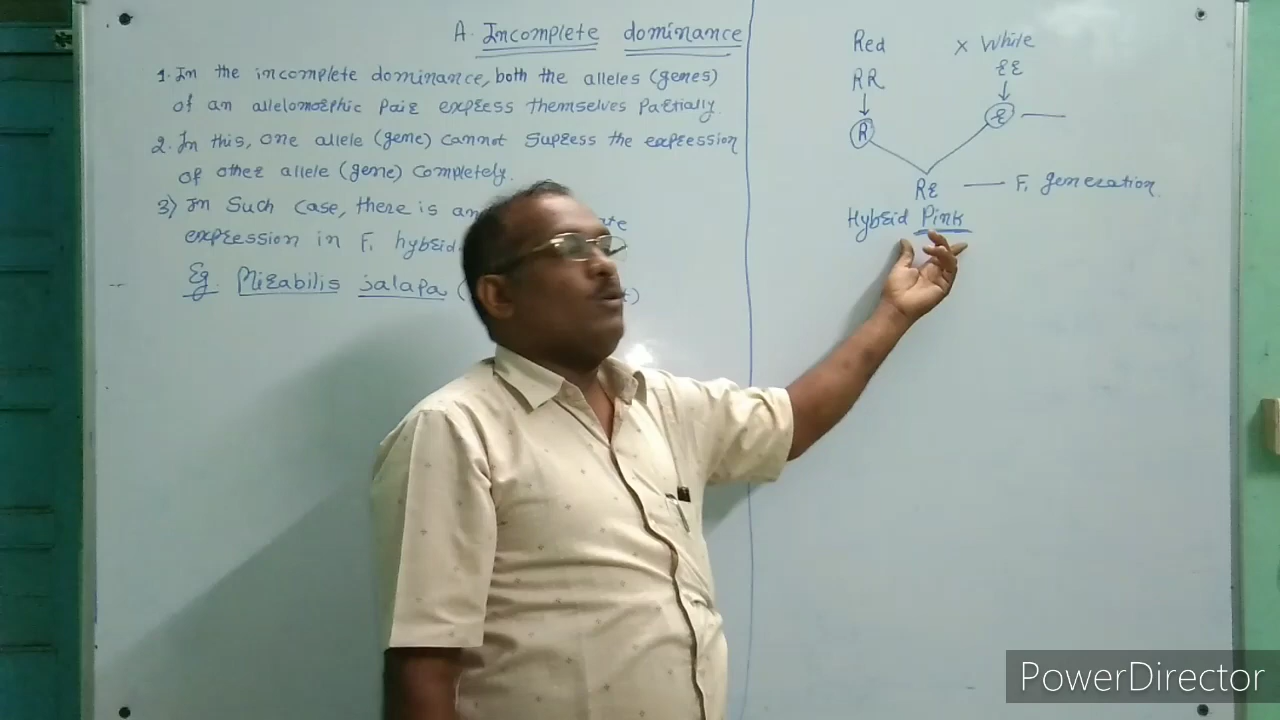 A. Incomplete dominance
1. In the incomplete dominance, both the alleles (genes)
of an allelomorphic pair express themselves partially.
2. In this, one allele (gene) cannot supress the expression
of other allele (gene) completely.
3) In such case, there is an
expression in F₁ hybrid.
Eg. Mirabilis jalapa (
Red × White
RR rr
R r
Rr — F₁ generation
Hybrid Pink
PowerDirector